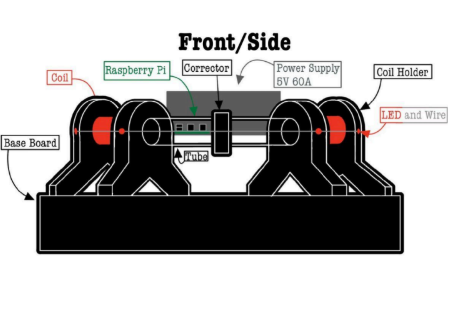 Front/Side
Corrector
Power Supply
5V 60A
Raspberry Pi
Coil
Coil Holder
LED and Wire
Base Board
Tube